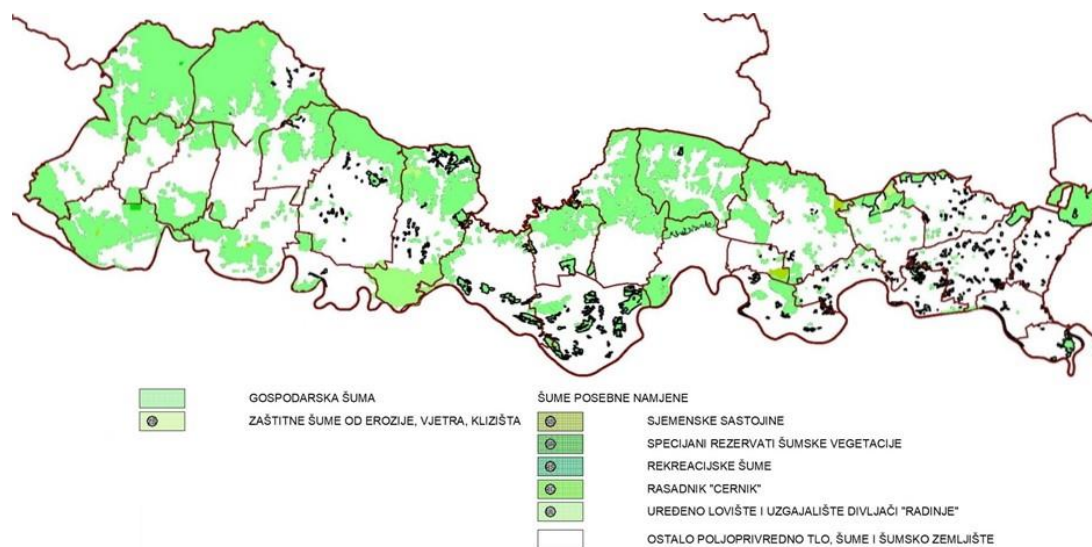 GOSPODARSKA ŠUMA
ZAŠTITNE ŠUME OD EROZIJE, VJETRA, KLIZIŠTA
ŠUME POSEBNE NAMJENE
SJEMENSKE SASTOJINE
SPECIJANI REZERVATI ŠUMSKE VEGETACIJE
REKREACIJSKE ŠUME
RASADNIK "CERNIK"
UREĐENO LOVIŠTE I UZGAJALIŠTE DIVLJAČI "RADINJE"
OSTALO POLJOPRIVREDNO TLO, ŠUME I ŠUMSKO ZEMLJIŠTE